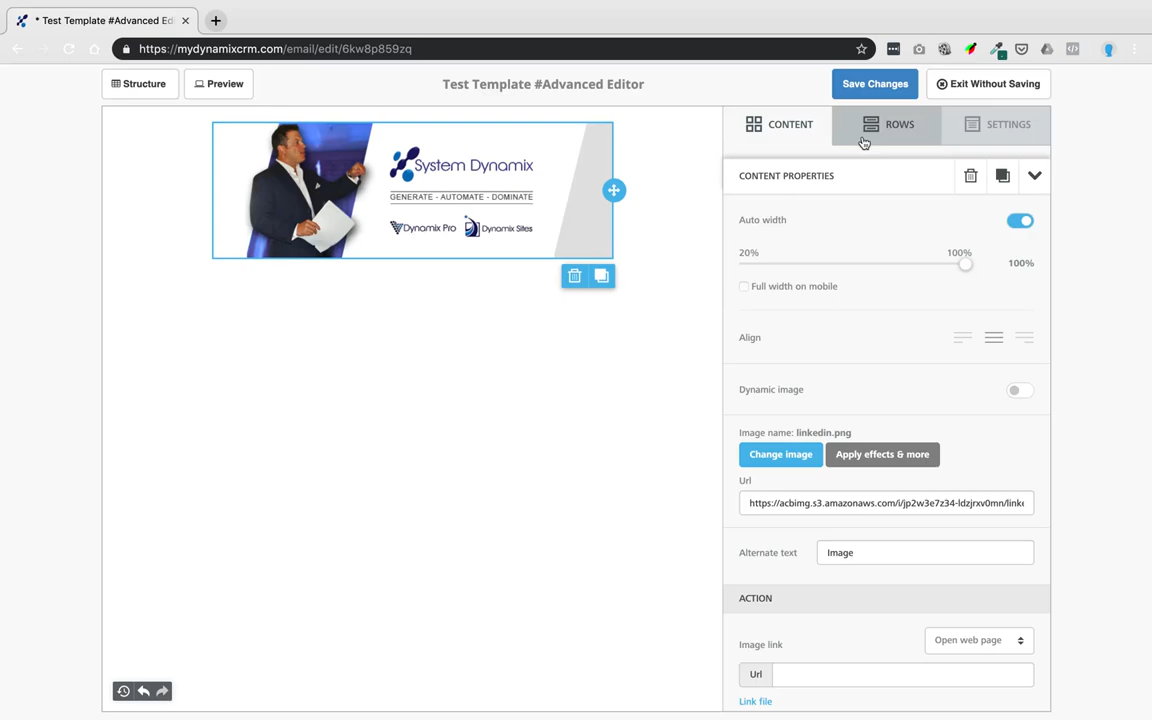 * Test Template #Advanced Edi
https://mydynamixcrm.com/email/edit/6kw8p859zq
Structure
Preview
Test Template #Advanced Editor
Save Changes
Exit Without Saving
CONTENT
ROWS
SETTINGS
System Dynamix
GENERATE - AUTOMATE - DOMINATE
Dynamix Pro
Dynamix Sites
CONTENT PROPERTIES
Auto width
20%
100%
100%
Full width on mobile
Align
Dynamic image
Image name: linkedin.png
Change image
Apply effects & more
Url
https://acbimg.s3.amazonaws.com/i/jp2w3e7z34-ldzjrxv0mn/linke
Alternate text
Image
ACTION
Image link
Open web page
Url
Link file